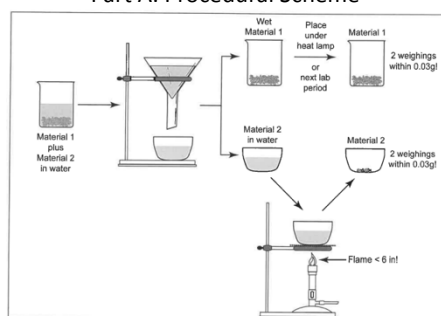 Part A: Procedural Scheme
Wet
Material 1
Place
under
heat lamp
or
next lab
period
Material 1
2 weighings
within 0.03g!
Material 1
plus
Material 2
in water
Material 2
in water
Material 2
2 weighings
within 0.03g!
Flame < 6 in!